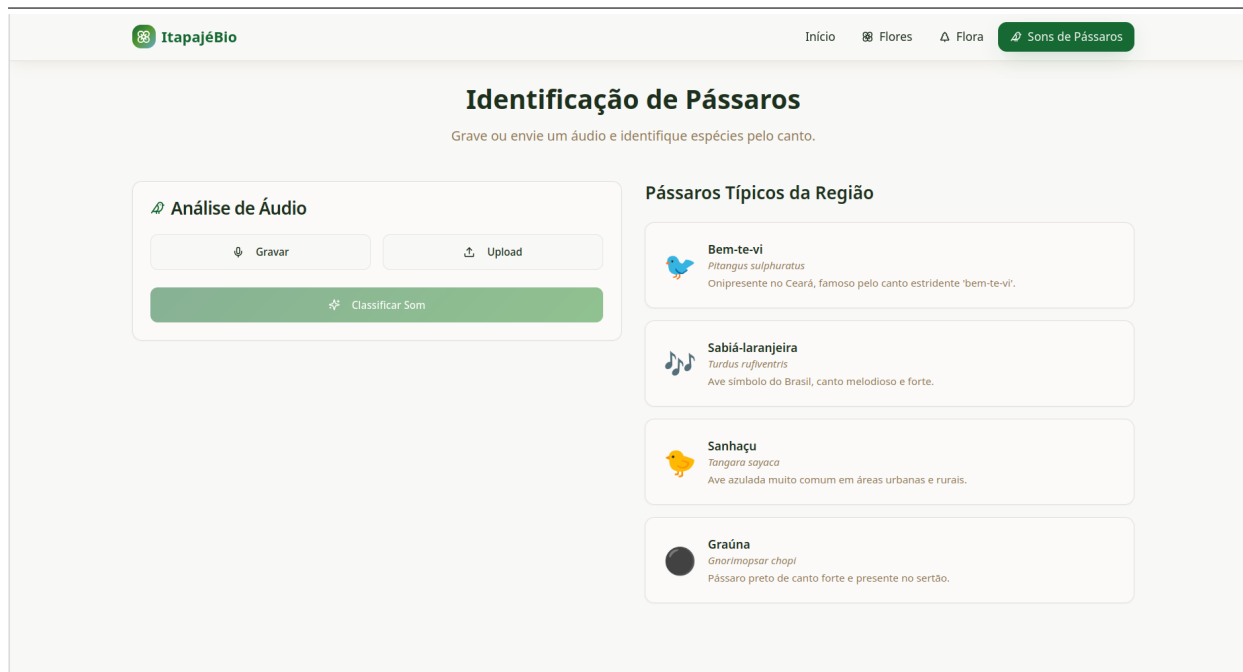 ItapajéBio
Início
Flores
Flora
Sons de Pássaros
Identificação de Pássaros
Grave ou envie um áudio e identifique espécies pelo canto.
Análise de Áudio
Gravar
Upload
Classificar Som
Pássaros Típicos da Região
Bem-te-vi
Pitangus sulphuratus
Onipresente no Ceará, famoso pelo canto estridente 'bem-te-vi'.
Sabiá-laranjeira
Turdus rufiventris
Ave símbolo do Brasil, canto melodioso e forte.
Sanhaçu
Tangara sayaca
Ave azulada muito comum em áreas urbanas e rurais.
Graúna
Gnorimopsar chopi
Pássaro preto de canto forte e presente no sertão.